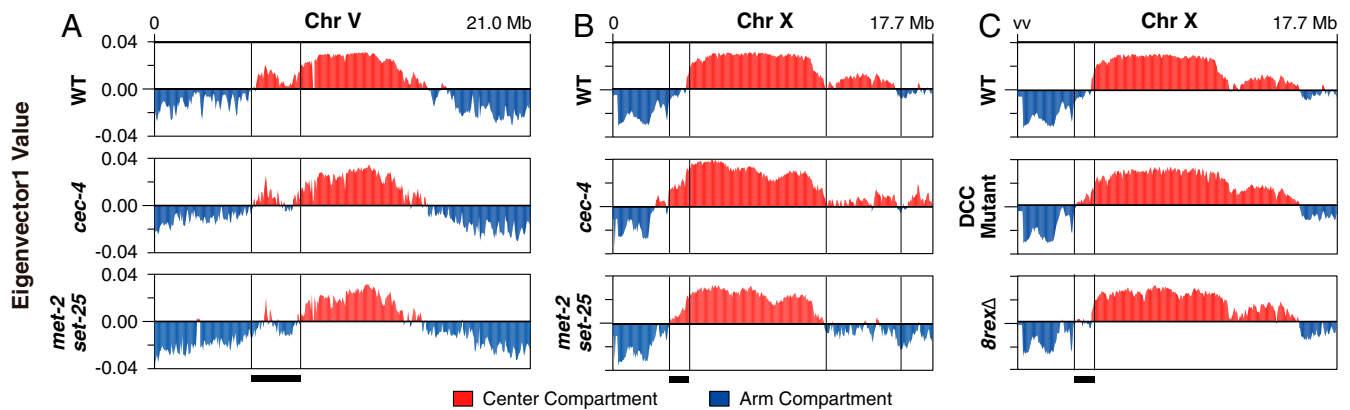 A 0 Chr V 21.0 Mb
B 0 Chr X 17.7 Mb
C vv Chr X 17.7 Mb
Eigenvector1 Value
WT
0.04
0.00
-0.04
cec-4
0.04
0.00
-0.04
met-2
set-25
0.04
0.00
-0.04
WT
cec-4
met-2
set-25
WT
DCC
Mutant
8rexΔ
Center Compartment
Arm Compartment